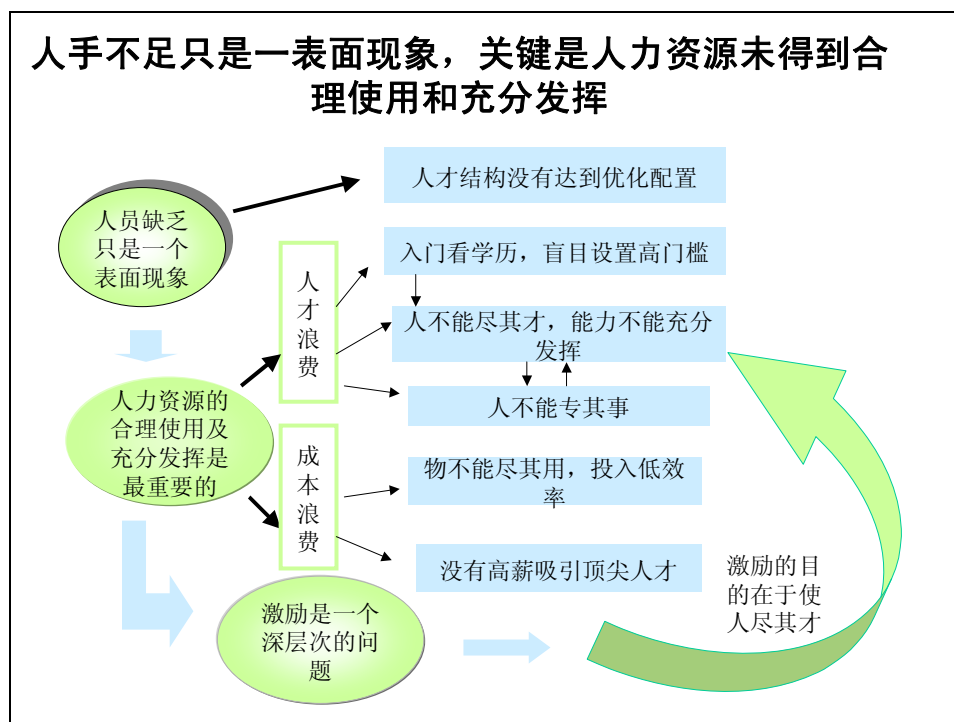 人手不足只是一表面现象，关键是人力资源未得到合
理使用和充分发挥
人员缺乏
只是一个
表面现象
人才结构没有达到优化配置
人
才
浪
费
入门看学历，盲目设置高门槛
人不能尽其才，能力不能充分
发挥
人不能专其事
人力资源的
合理使用及
充分发挥是
最重要的
成
本
浪
费
物不能尽其用，投入低效
率
没有高薪吸引顶尖人才
激励是一个
深层次的问
题
激励的目
的在于使
人尽其才